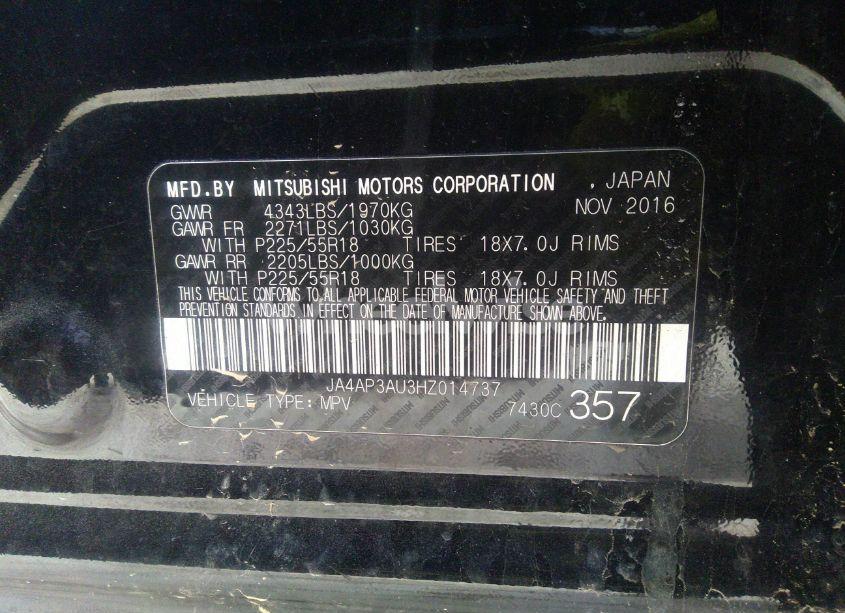 MFD.BY MITSUBISHI MOTORS CORPORATION , JAPAN
GVWR 4343LBS/1970KG NOV 2016
GAWR FR 2271LBS/1030KG
WITH P225/55R18 TIRES 18X7.0J RIMS
GAWR RR 2205LBS/1000KG
WITH P225/55R18 TIRES 18X7.0J RIMS
THIS VEHICLE CONFORMS TO ALL APPLICABLE FEDERAL MOTOR VEHICLE SAFETY AND THEFT
PREVENTION STANDARDS IN EFFECT ON THE DATE OF MANUFACTURE SHOWN ABOVE.
JA4AP3AU3HZ014737
VEHICLE TYPE: MPV 7430C 357